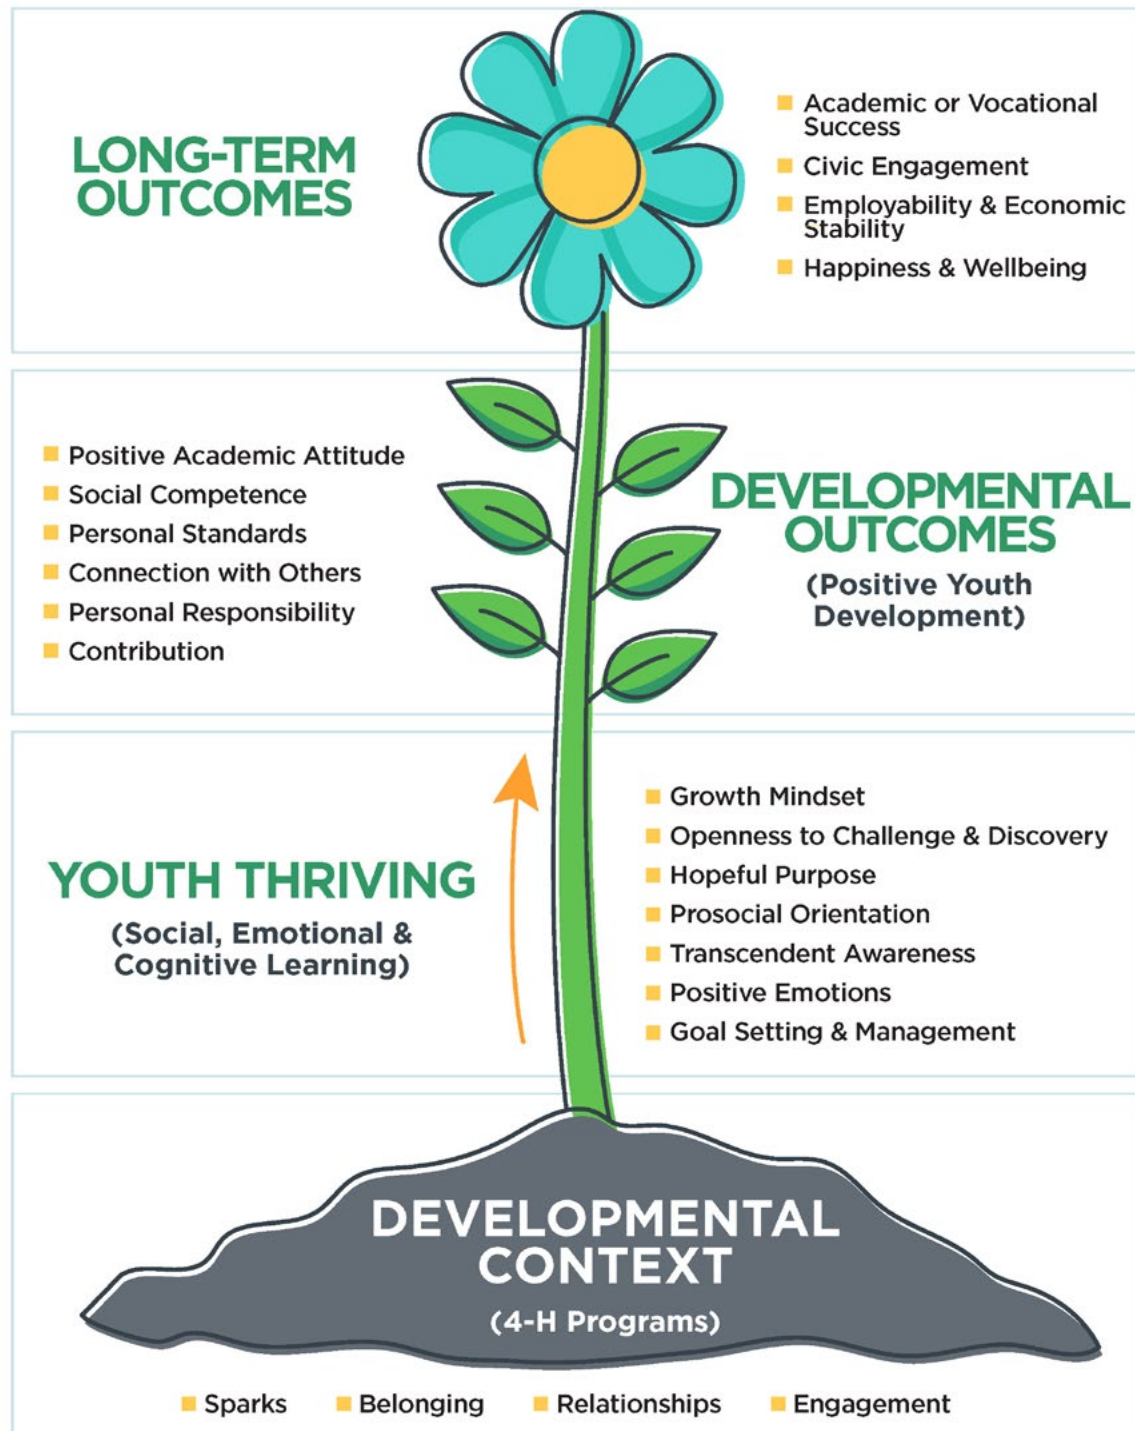 LONG-TERM
OUTCOMES
Academic or Vocational
Success
Civic Engagement
Employability & Economic
Stability
Happiness & Wellbeing
Positive Academic Attitude
Social Competence
Personal Standards
Connection with Others
Personal Responsibility
Contribution
DEVELOPMENTAL
OUTCOMES
(Positive Youth
Development)
YOUTH THRIVING
(Social, Emotional &
Cognitive Learning)
Growth Mindset
Openness to Challenge & Discovery
Hopeful Purpose
Prosocial Orientation
Transcendent Awareness
Positive Emotions
Goal Setting & Management
DEVELOPMENTAL
CONTEXT
(4-H Programs)
Sparks Belonging Relationships Engagement